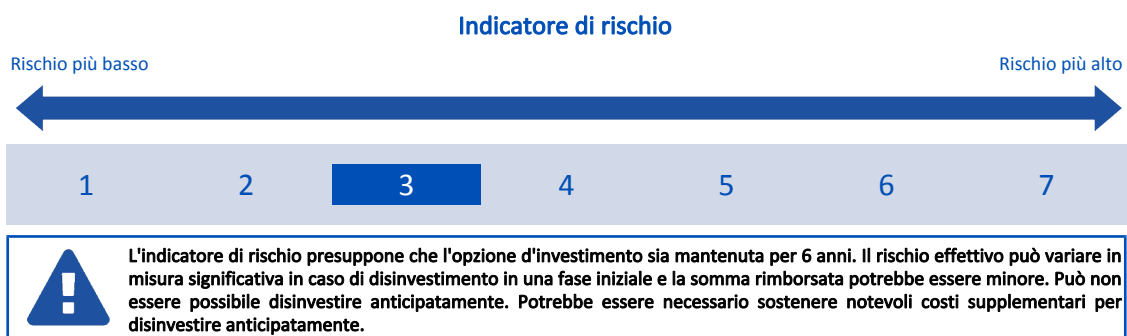 Indicatore di rischio
Rischio più basso
Rischio più alto
1 2 3 4 5 6 7
L'indicatore di rischio presuppone che l'opzione d'investimento sia mantenuta per 6 anni. Il rischio effettivo può variare in
misura significativa in caso di disinvestimento in una fase iniziale e la somma rimborsata potrebbe essere minore. Può non
essere possibile disinvestire anticipatamente. Potrebbe essere necessario sostenere notevoli costi supplementari per
disinvestire anticipatamente.